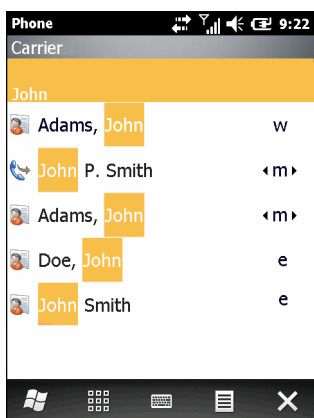 Phone 9:22
Carrier
John
Adams, John w
John P. Smith m
Adams, John m
Doe, John e
John Smith e